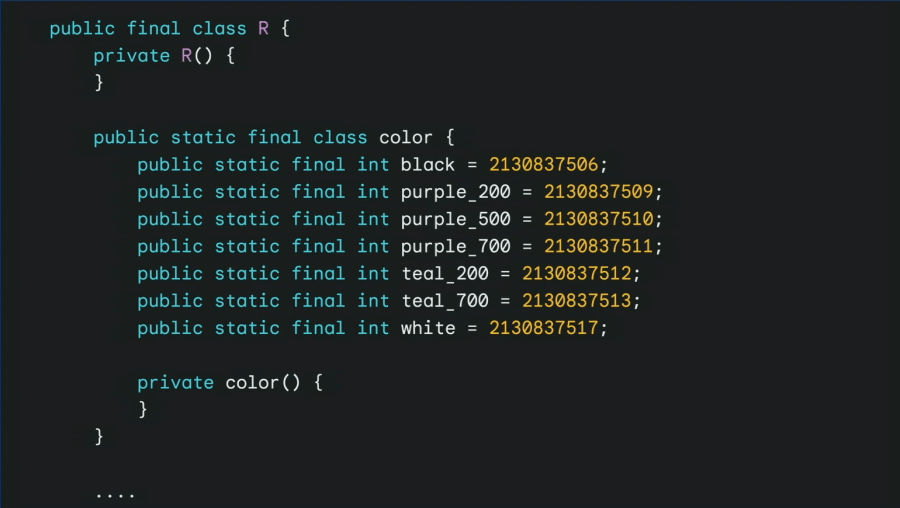 public final class R {
    private R() {
    }

    public static final class color {
        public static final int black = 2130837506;
        public static final int purple_200 = 2130837509;
        public static final int purple_500 = 2130837510;
        public static final int purple_700 = 2130837511;
        public static final int teal_200 = 2130837512;
        public static final int teal_700 = 2130837513;
        public static final int white = 2130837517;

        private color() {
        }
    }

    ....